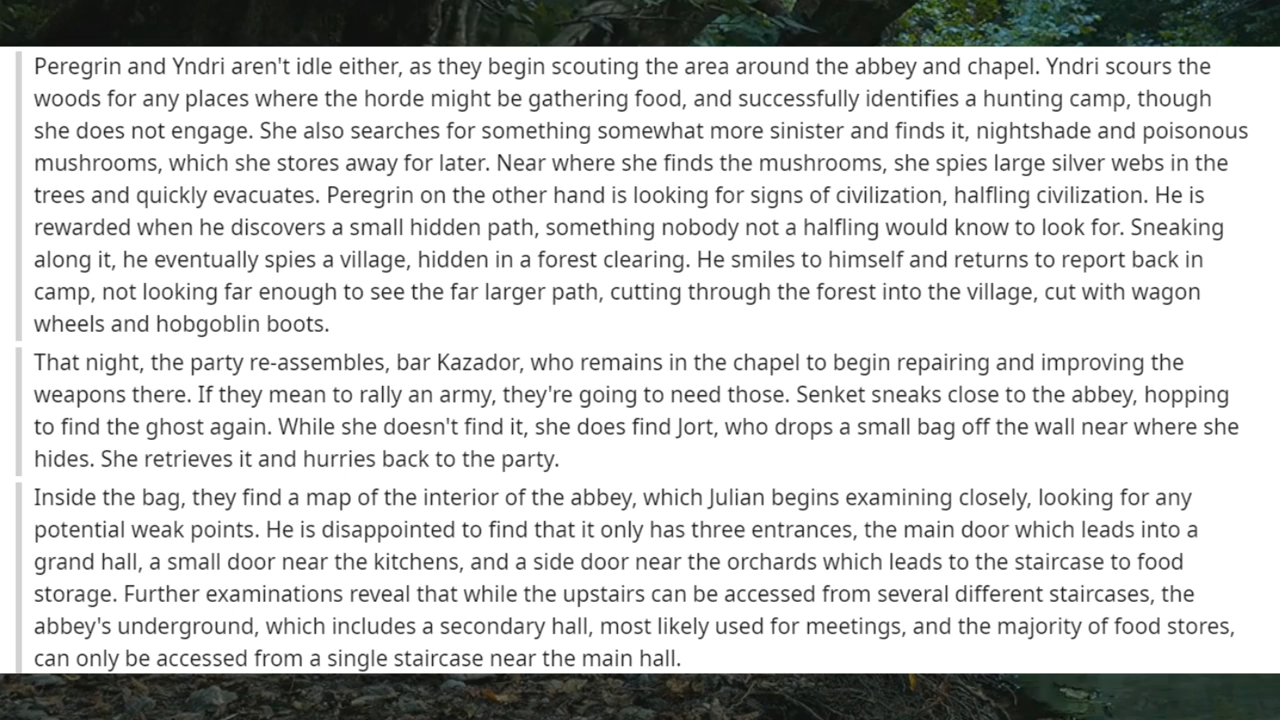 Peregrin and Yndri aren't idle either, as they begin scouting the area around the abbey and chapel. Yndri scours the
woods for any places where the horde might be gathering food, and successfully identifies a hunting camp, though
she does not engage. She also searches for something somewhat more sinister and finds it, nightshade and poisonous
mushrooms, which she stores away for later. Near where she finds the mushrooms, she spies large silver webs in the
trees and quickly evacuates. Peregrin on the other hand is looking for signs of civilization, halfling civilization. He is
rewarded when he discovers a small hidden path, something nobody not a halfling would know to look for. Sneaking
along it, he eventually spies a village, hidden in a forest clearing. He smiles to himself and returns to report back in
camp, not looking far enough to see the far larger path, cutting through the forest into the village, cut with wagon
wheels and hobgoblin boots.
That night, the party re-assembles, bar Kazador, who remains in the chapel to begin repairing and improving the
weapons there. If they mean to rally an army, they're going to need those. Senket sneaks close to the abbey, hopping
to find the ghost again. While she doesn't find it, she does find Jort, who drops a small bag off the wall near where she
hides. She retrieves it and hurries back to the party.
Inside the bag, they find a map of the interior of the abbey, which Julian begins examining closely, looking for any
potential weak points. He is disappointed to find that it only has three entrances, the main door which leads into a
grand hall, a small door near the kitchens, and a side door near the orchards which leads to the staircase to food
storage. Further examinations reveal that while the upstairs can be accessed from several different staircases, the
abbey's underground, which includes a secondary hall, most likely used for meetings, and the majority of food stores,
can only be accessed from a single staircase near the main hall.